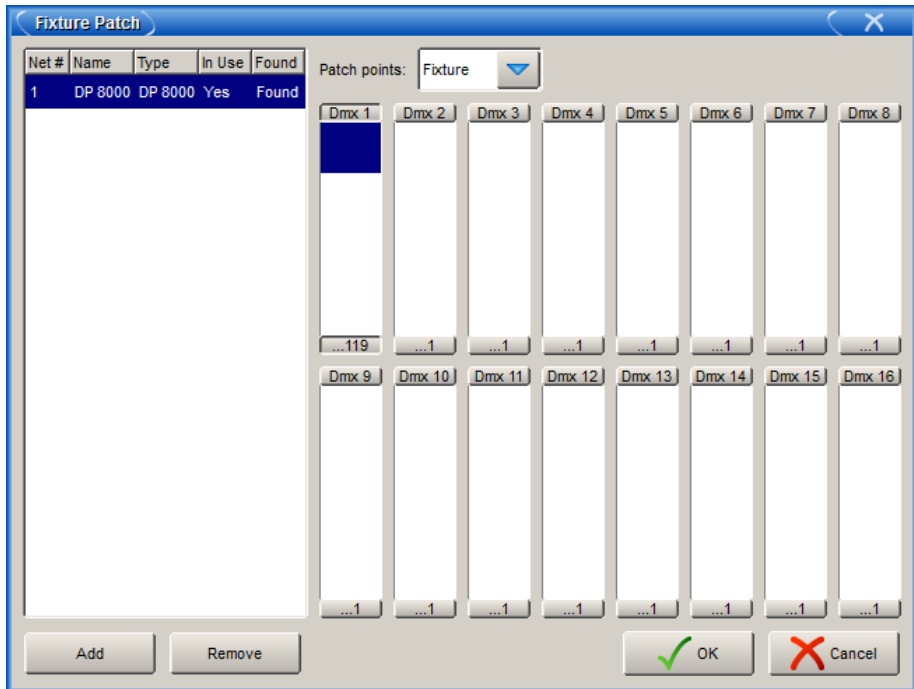 Fixture Patch
Net # Name Type In Use Found
1 DP 8000 DP 8000 Yes Found
Patch points: Fixture
Dmx 1 Dmx 2 Dmx 3 Dmx 4 Dmx 5 Dmx 6 Dmx 7 Dmx 8
...119 ...1 ...1 ...1 ...1 ...1 ...1 ...1
Dmx 9 Dmx 10 Dmx 11 Dmx 12 Dmx 13 Dmx 14 Dmx 15 Dmx 16
...1 ...1 ...1 ...1 ...1 ...1 ...1 ...1
Add Remove OK Cancel